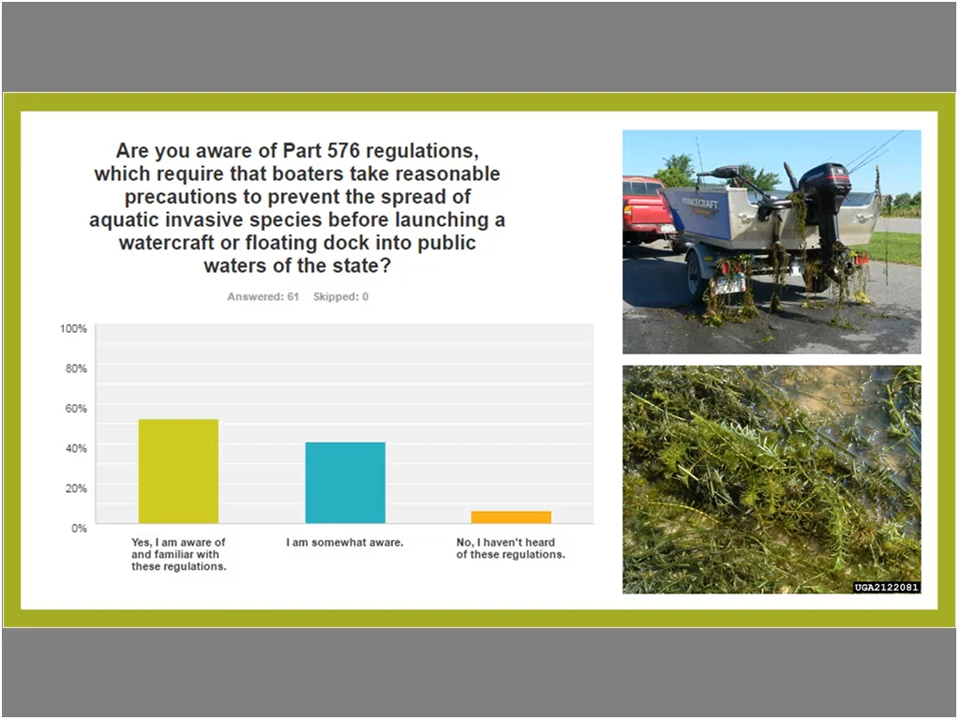 Are you aware of Part 576 regulations,
which require that boaters take reasonable
precautions to prevent the spread of
aquatic invasive species before launching a
watercraft or floating dock into public
waters of the state?
Answered: 61 Skipped: 0
100%
80%
60%
40%
20%
0%
Yes, I am aware of
and familiar with
these regulations.
I am somewhat aware.
No, I haven't heard
of these regulations.
PRINCECRAFT
UGA2122081